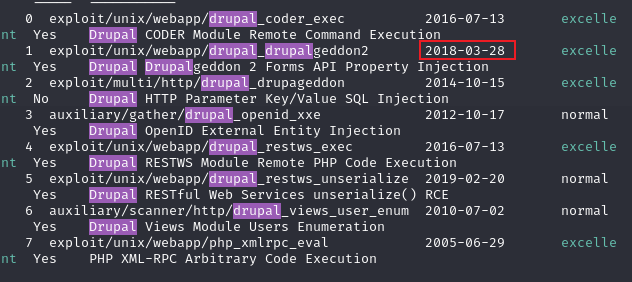 0 exploit/unix/webapp/drupal_coder_exec 2016-07-13 excelle
nt Yes Drupal CODER Module Remote Command Execution
1 exploit/unix/webapp/drupal_drupalgeddon2 2018-03-28 excelle
nt Yes Drupal Drupalgeddon 2 Forms API Property Injection
2 exploit/multi/http/drupal_drupageddon 2014-10-15 excelle
nt No Drupal HTTP Parameter Key/Value SQL Injection
3 auxiliary/gather/drupal_openid_xxe 2012-10-17 normal
Yes Drupal OpenID External Entity Injection
4 exploit/unix/webapp/drupal_restws_exec 2016-07-13 excelle
nt Yes Drupal RESTWS Module Remote PHP Code Execution
5 exploit/unix/webapp/drupal_restws_unserialize 2019-02-20 normal
Yes Drupal RESTful Web Services unserialize() RCE
6 auxiliary/scanner/http/drupal_views_user_enum 2010-07-02 normal
Yes Drupal Views Module Users Enumeration
7 exploit/unix/webapp/php_xmlrpc_eval 2005-06-29 excelle
nt Yes PHP XML-RPC Arbitrary Code Execution